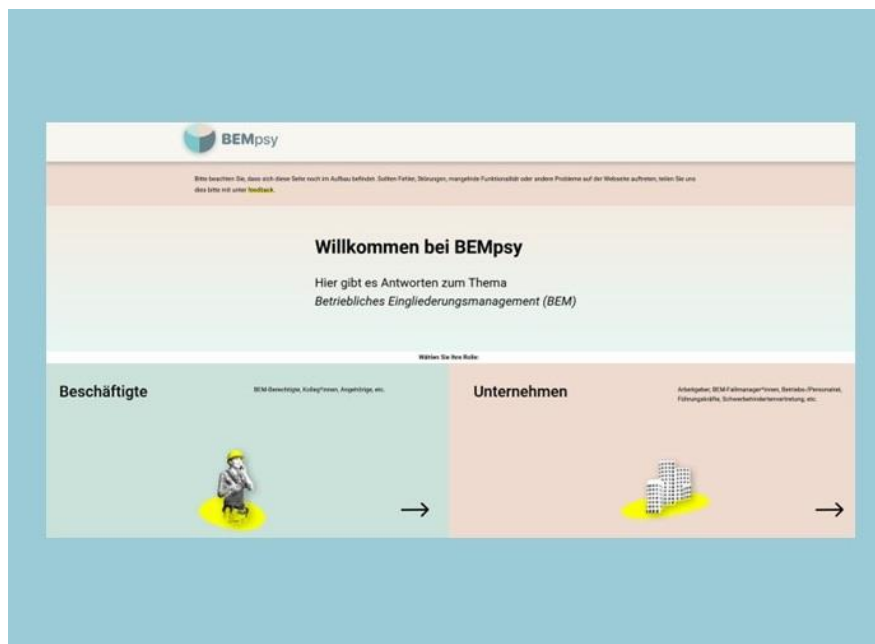 BEMpsy
Bitte beachten Sie, dass sich diese Seite noch im Aufbau befindet. Sollten Fehler, Störungen, mangelnde Funktionalität oder andere Probleme auf der Webseite auftreten, teilen Sie uns
dies bitte mit unter feedback.
Willkommen bei BEMpsy
Hier gibt es Antworten zum Thema
Betriebliches Eingliederungsmanagement (BEM)
Wählen Sie Ihre Rolle:
Beschäftigte
BEM-Berechtigte, Kolleg*innen, Angehörige, etc.
Unternehmen
Arbeitgeber, BEM-Fallmanager*innen, Betriebs-/Personalrat,
Führungskräfte, Schwerbehindertenvertretung, etc.